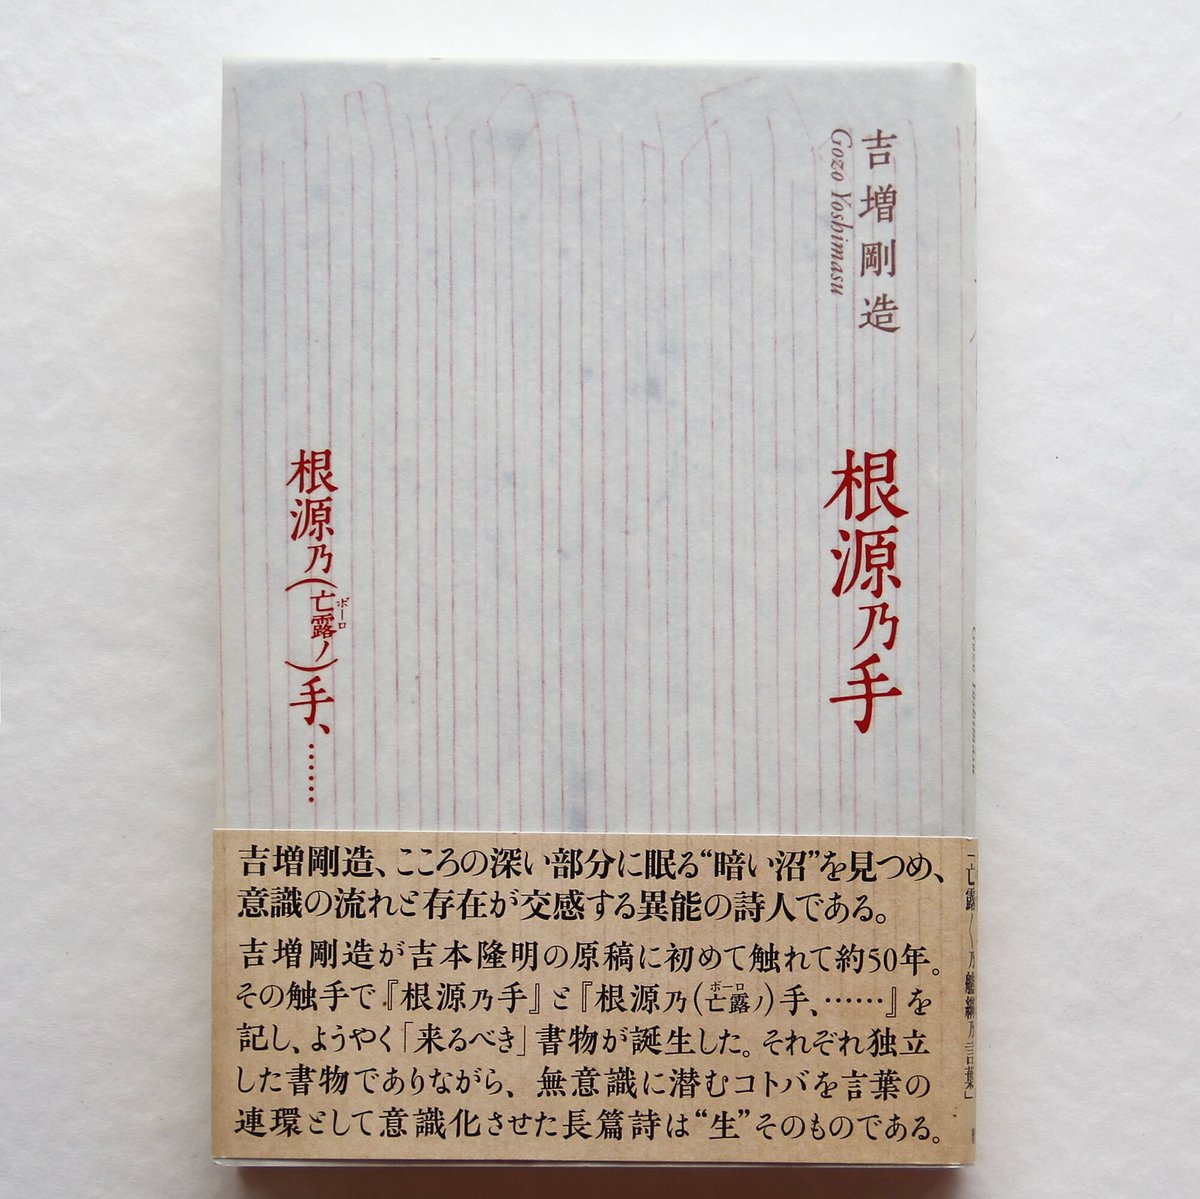 吉増剛造
Gozo Yoshimasu
根源乃手
根源乃(亡露ノ)手、……
ボーロ
吉増剛造、こころの深い部分に眠る“暗い沼”を見つめ、
意識の流れと存在が交感する異能の詩人である。
吉増剛造が吉本隆明の原稿に初めて触れて約50年。
その触手で『根源乃手』と『根源乃(亡露ノ)手、……』を
ボーロ
記し、ようやく「来るべき」書物が誕生した。それぞれ独立
した書物でありながら、無意識に潜むコトバを言葉の
連環として意識化させた長篇詩は“生”そのものである。
Gozo Yoshimasu